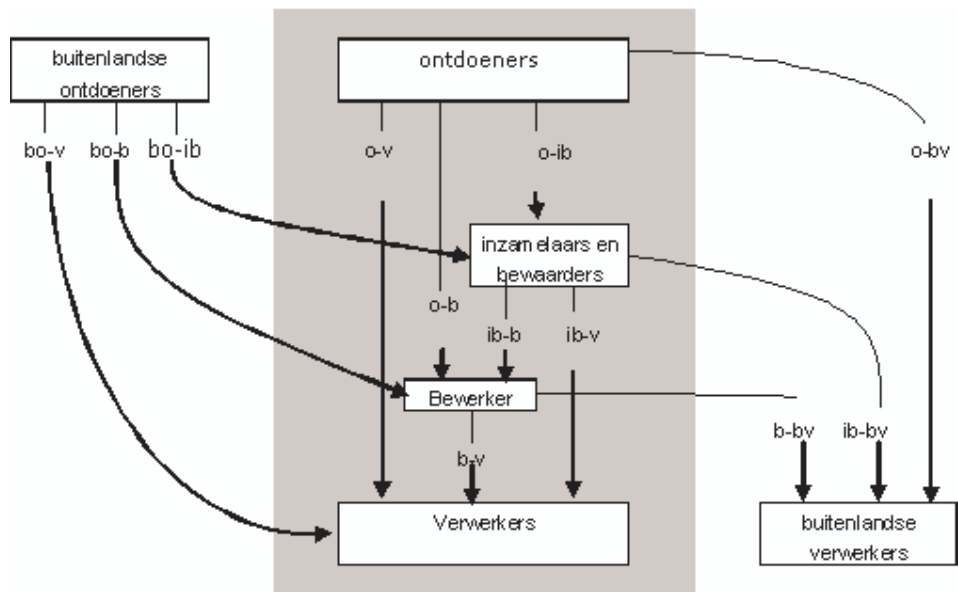 buitenlandse
ontdoeners
ontdoeners
bo-v
bo-b
bo-ib
o-v
o-ib
o-bv
inzamelaars en
bewaarders
o-b
ib-b
ib-v
Bewerker
b-v
b-bv
ib-bv
Verwerkers
buitenlandse
verwerkers